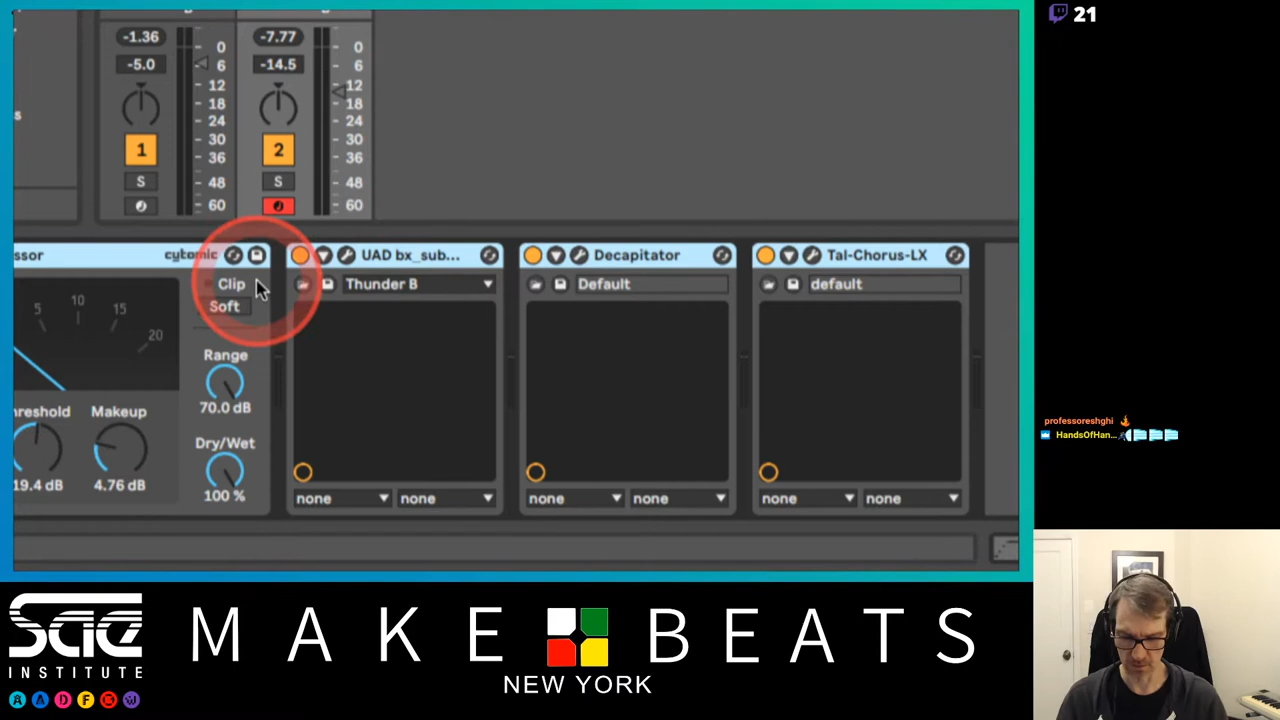 21
-1.36
-7.77
-5.0
-14.5
0
6
12
18
24
30
36
48
60
0
6
12
18
24
30
36
48
60
1
2
S
S
s
ssor
cytomic
UAD bx_sub...
Decapitator
Tal-Chorus-LX
Clip
Thunder B
Default
default
Soft
5
10
15
20
Range
70.0 dB
hreshold
Makeup
Dry/Wet
19.4 dB
4.76 dB
100 %
none
none
none
none
none
none
professoreshghi
HandsOfHan...
sae
INSTITUTE
MAKE BEATS
NEW YORK